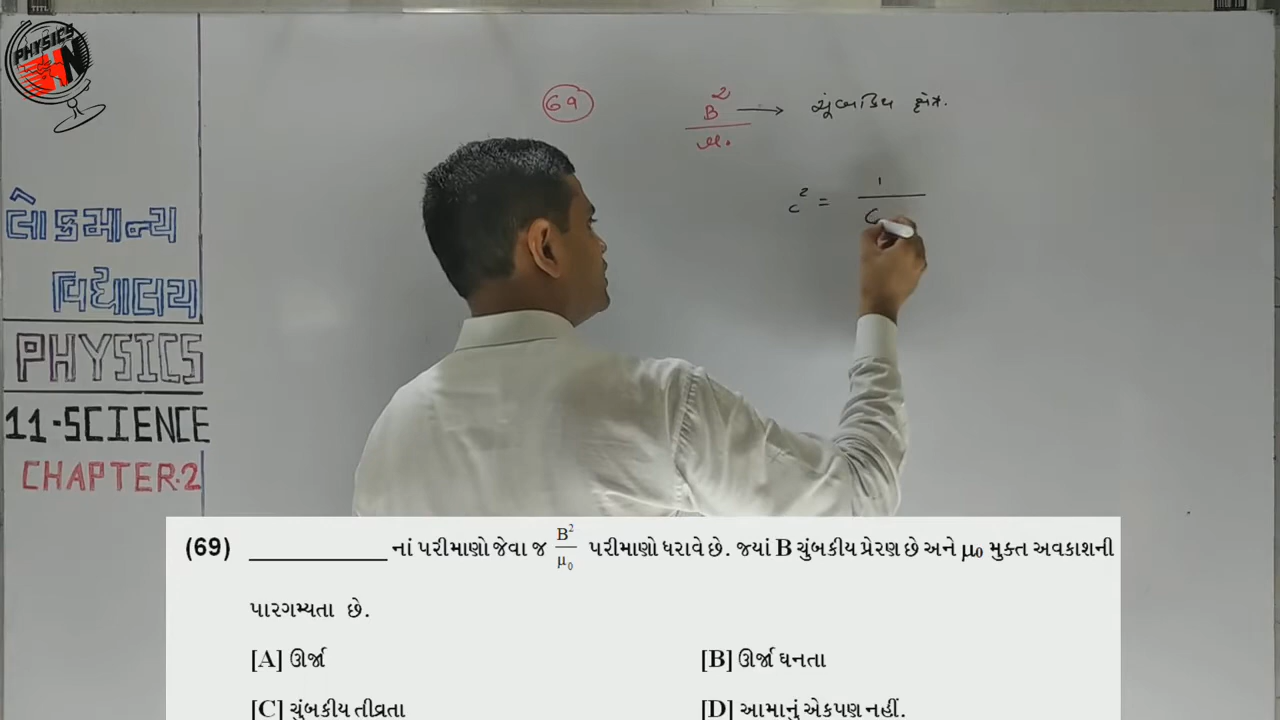 PHYSICS
HN
લોકમાન્ય
વિદ્યાલય
PHYSICS
11-SCIENCE
CHAPTER-2
69
B²
μ₀
ચુંબકિય ક્ષેત્ર.
c² = 1
(69) ____________ નાં પરીમાણો જેવા જ B²/μ₀ પરીમાણો ધરાવે છે. જયાં B ચુંબકીય પ્રેરણ છે અને μ₀ મુક્ત અવકાશની
પારગમ્યતા છે.
[A] ઊર્જા [B] ઊર્જા ઘનતા
[C] ચુંબકીય તીવ્રતા [D] આમાનું એકપણ નહીં.